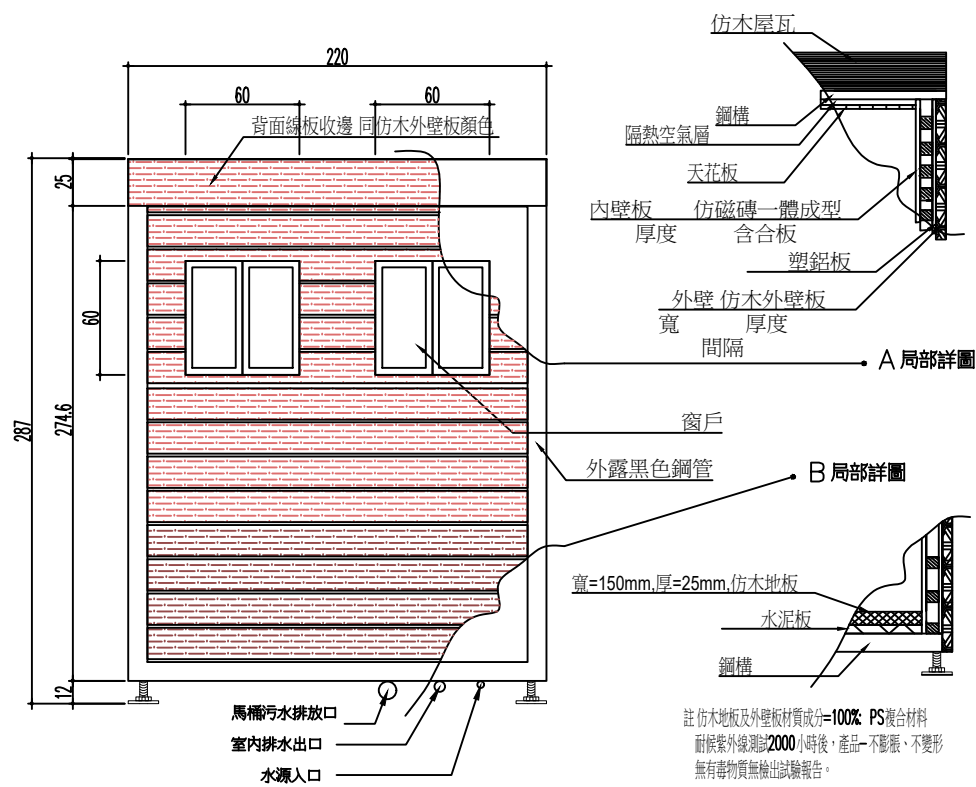 仿木屋瓦
220
60
60
背面線板收邊 同仿木外壁板顏色
鋼構
隔熱空氣層
天花板
25
內壁板 仿磁磚一體成型
厚度 含合板
塑鋁板
外壁 仿木外壁板
寬 厚度
間隔
60
A 局部詳圖
287
274.6
窗戶
外露黑色鋼管
B 局部詳圖
寬=150mm,厚=25mm,仿木地板
水泥板
鋼構
12
馬桶污水排放口
室內排水出口
水源入口
註 仿木地板及外壁板材質成分=100%: PS複合材料
耐候紫外線測試2000小時後，產品一不膨脹、不變形
無有毒物質無檢出試驗報告。